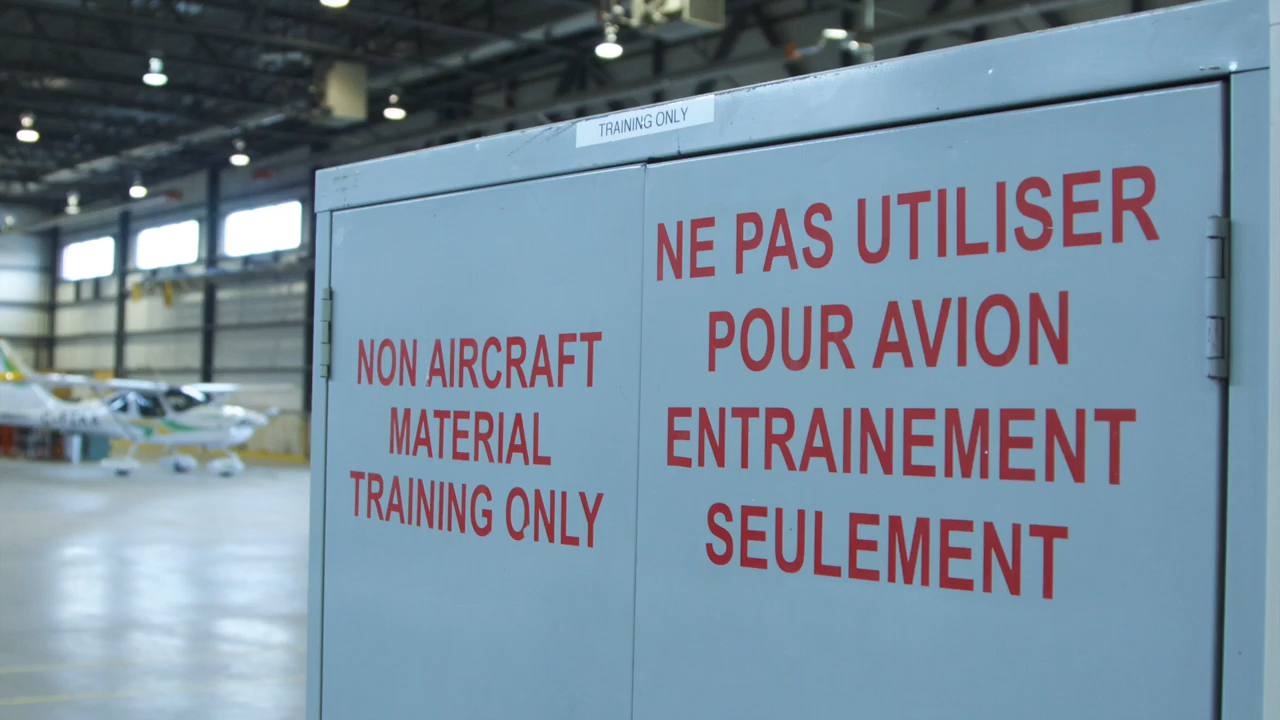 TRAINING ONLY
NON AIRCRAFT
MATERIAL
TRAINING ONLY
NE PAS UTILISER
POUR AVION
ENTRAINEMENT
SEULEMENT